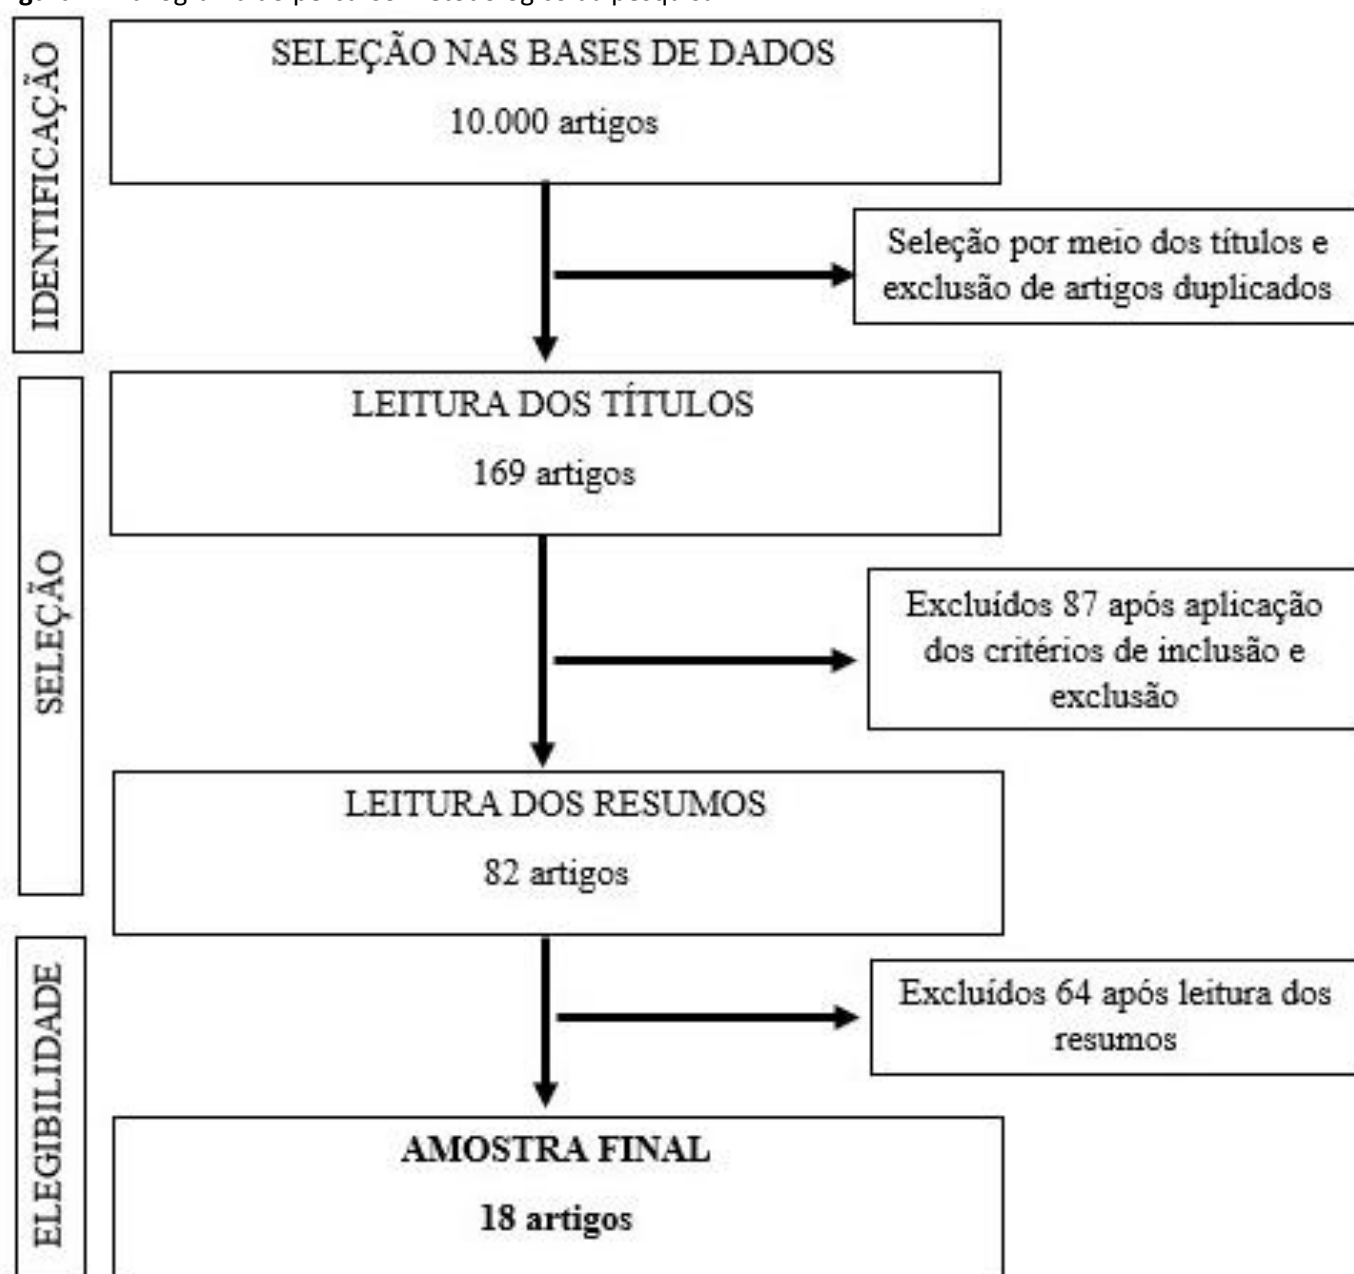 IDENTIFICAÇÃO
SELEÇÃO NAS BASES DE DADOS
10.000 artigos
Seleção por meio dos títulos e
exclusão de artigos duplicados
SELEÇÃO
LEITURA DOS TÍTULOS
169 artigos
Excluídos 87 após aplicação
dos critérios de inclusão e
exclusão
LEITURA DOS RESUMOS
82 artigos
ELEGIBILIDADE
Excluídos 64 após leitura dos
resumos
AMOSTRA FINAL
18 artigos